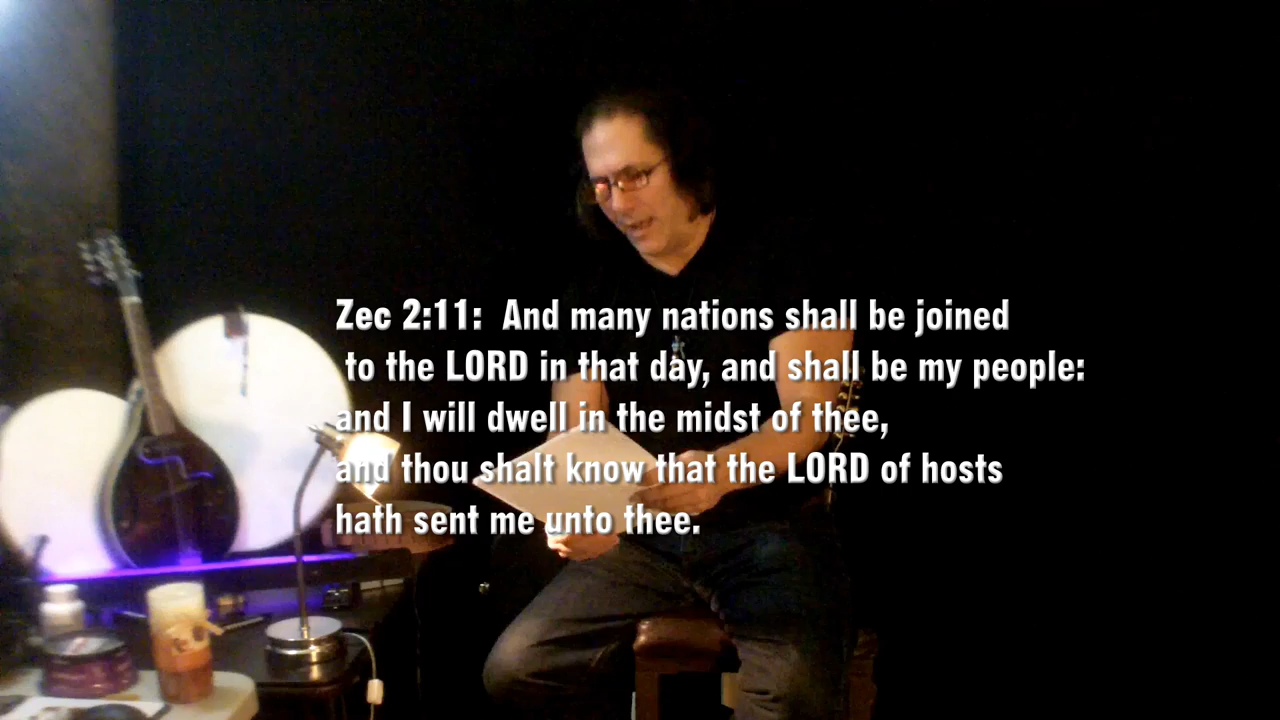 Zec 2:11:  And many nations shall be joined
to the LORD in that day, and shall be my people:
and I will dwell in the midst of thee,
and thou shalt know that the LORD of hosts
hath sent me unto thee.